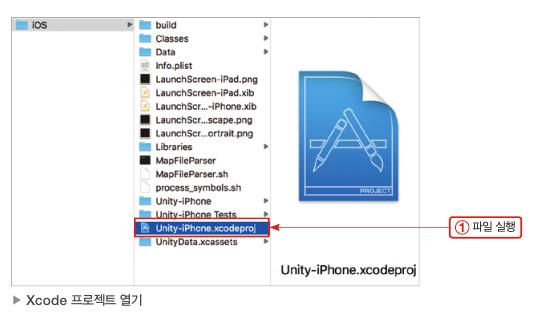 iOS
build
Classes
Data
Info.plist
LaunchScreen-iPad.png
LaunchScreen-iPad.xib
LaunchScr...-iPhone.xib
LaunchScr...scape.png
LaunchScr...ortrait.png
Libraries
MapFileParser
MapFileParser.sh
process_symbols.sh
Unity-iPhone
Unity-iPhone Tests
Unity-iPhone.xcodeproj
UnityData.xcassets
PROJECT
Unity-iPhone.xcodeproj
① 파일 실행
▶ Xcode 프로젝트 열기